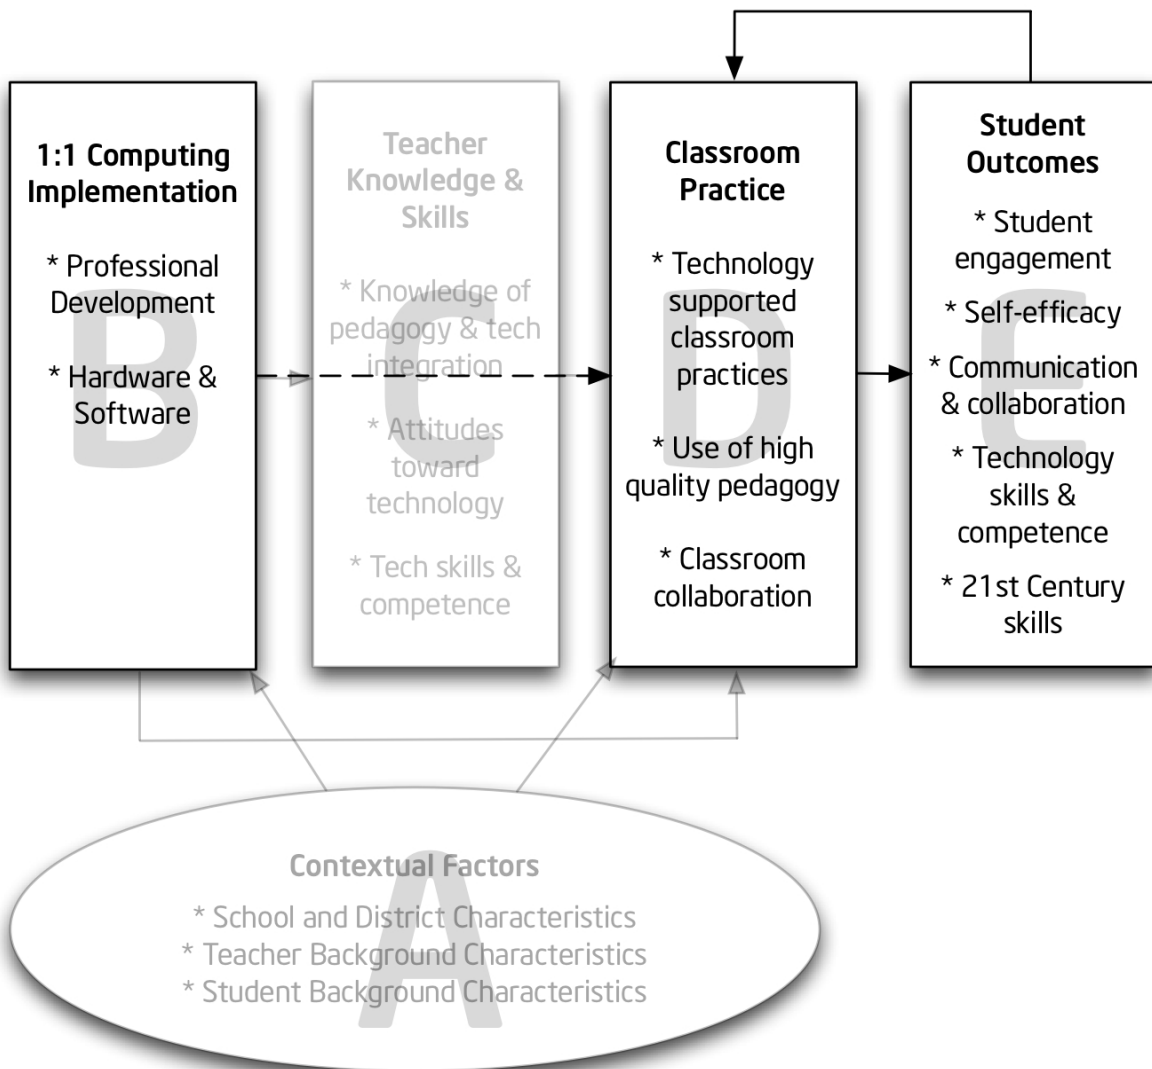 1:1 Computing
Implementation
* Professional
Development
* Hardware &
Software
B
Teacher
Knowledge &
Skills
* Knowledge of
pedagogy & tech
integration
* Attitudes
toward
technology
* Tech skills &
competence
C
Classroom
Practice
* Technology
supported
classroom
practices
* Use of high
quality pedagogy
* Classroom
collaboration
D
Student
Outcomes
* Student
engagement
* Self-efficacy
* Communication
& collaboration
* Technology
skills &
competence
* 21st Century
skills
E
Contextual Factors
* School and District Characteristics
* Teacher Background Characteristics
* Student Background Characteristics
A